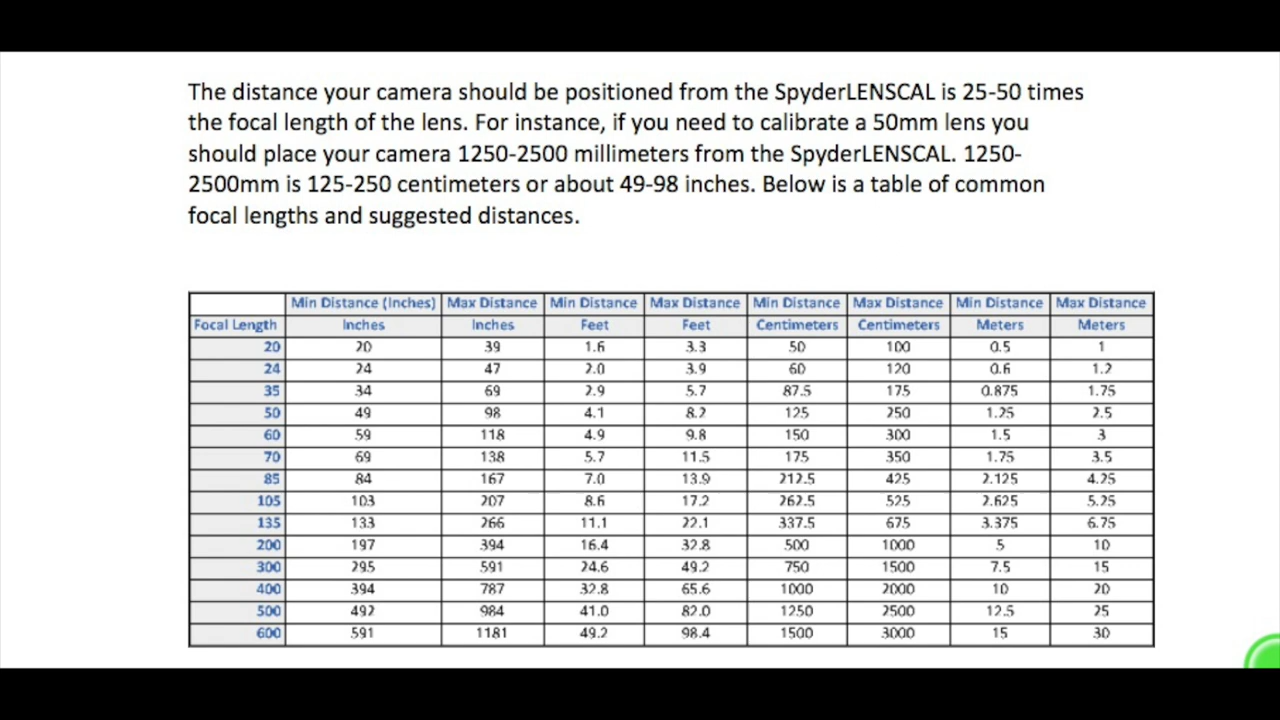 The distance your camera should be positioned from the SpyderLENSCAL is 25-50 times
the focal length of the lens. For instance, if you need to calibrate a 50mm lens you
should place your camera 1250-2500 millimeters from the SpyderLENSCAL. 1250-
2500mm is 125-250 centimeters or about 49-98 inches. Below is a table of common
focal lengths and suggested distances.
Min Distance (Inches) Max Distance Min Distance Max Distance Min Distance Max Distance Min Distance Max Distance
Focal Length Inches Inches Feet Feet Centimeters Centimeters Meters Meters
20 20 39 1.6 3.3 50 100 0.5 1
24 24 47 2.0 3.9 60 120 0.6 1.2
35 34 69 2.9 5.7 87.5 175 0.875 1.75
50 49 98 4.1 8.2 125 250 1.25 2.5
60 59 118 4.9 9.8 150 300 1.5 3
70 69 138 5.7 11.5 175 350 1.75 3.5
85 84 167 7.0 13.9 212.5 425 2.125 4.25
105 103 207 8.6 17.2 262.5 525 2.625 5.25
135 133 266 11.1 22.1 337.5 675 3.375 6.75
200 197 394 16.4 32.8 500 1000 5 10
300 295 591 24.6 49.2 750 1500 7.5 15
400 394 787 32.8 65.6 1000 2000 10 20
500 492 984 41.0 82.0 1250 2500 12.5 25
600 591 1181 49.2 98.4 1500 3000 15 30